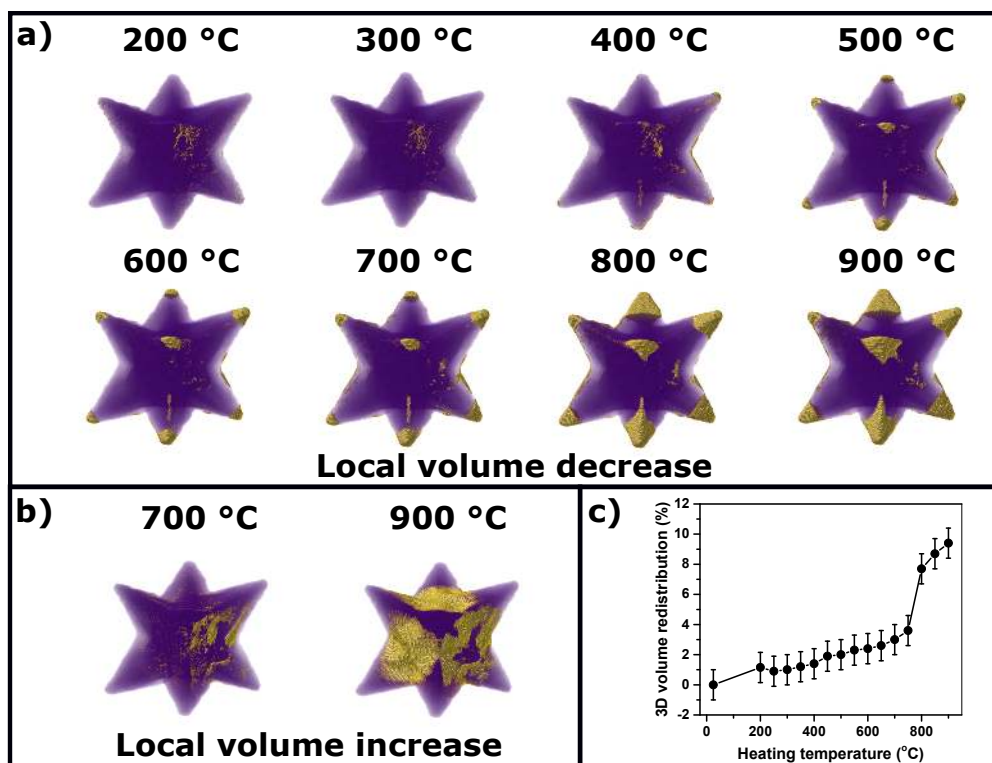 a)
200 °C 300 °C 400 °C 500 °C
600 °C 700 °C 800 °C 900 °C
Local volume decrease
b)
700 °C 900 °C
Local volume increase
c)
3D volume redistribution (%)
12
10
8
6
4
2
0
-2
0 200 400 600 800
Heating temperature (°C)